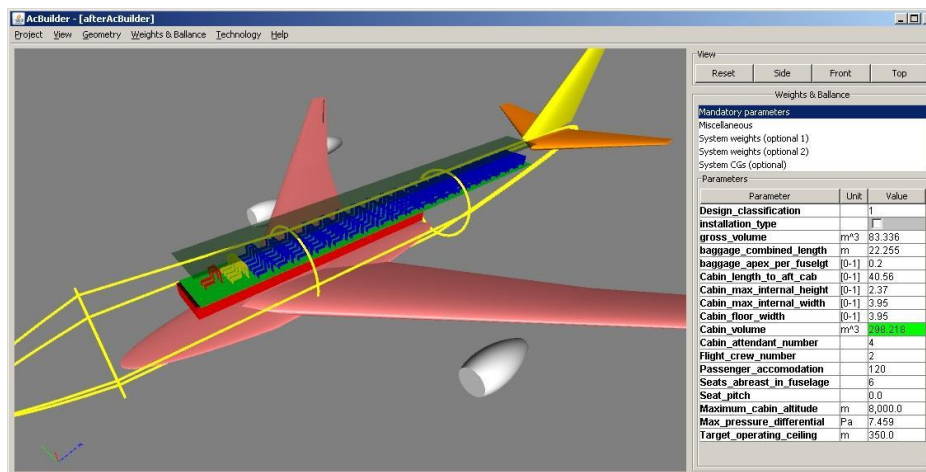 AcBuilder - [afterAcBuilder]
Project View Geometry Weights & Ballance Technology Help
View
Reset Side Front Top
Weights & Ballance
Mandatory parameters
Miscellaneous
System weights (optional 1)
System weights (optional 2)
System CGs (optional)
Parameters
Parameter Unit Value
Design_classification 1
installation_type
gross_volume m^3 83.336
baggage_combined_length m 22.255
baggage_apex_per_fuselgt [0-1] 0.2
Cabin_length_to_aft_cab [0-1] 40.56
Cabin_max_internal_height [0-1] 2.37
Cabin_max_internal_width [0-1] 3.95
Cabin_floor_width [0-1] 3.95
Cabin_volume m^3 298.218
Cabin_attendant_number 4
Flight_crew_number 2
Passenger_accomodation 120
Seats_abreast_in_fuselage 6
Seat_pitch 0.0
Maximum_cabin_altitude m 8,000.0
Max_pressure_differential Pa 7.459
Target_operating_ceiling m 350.0